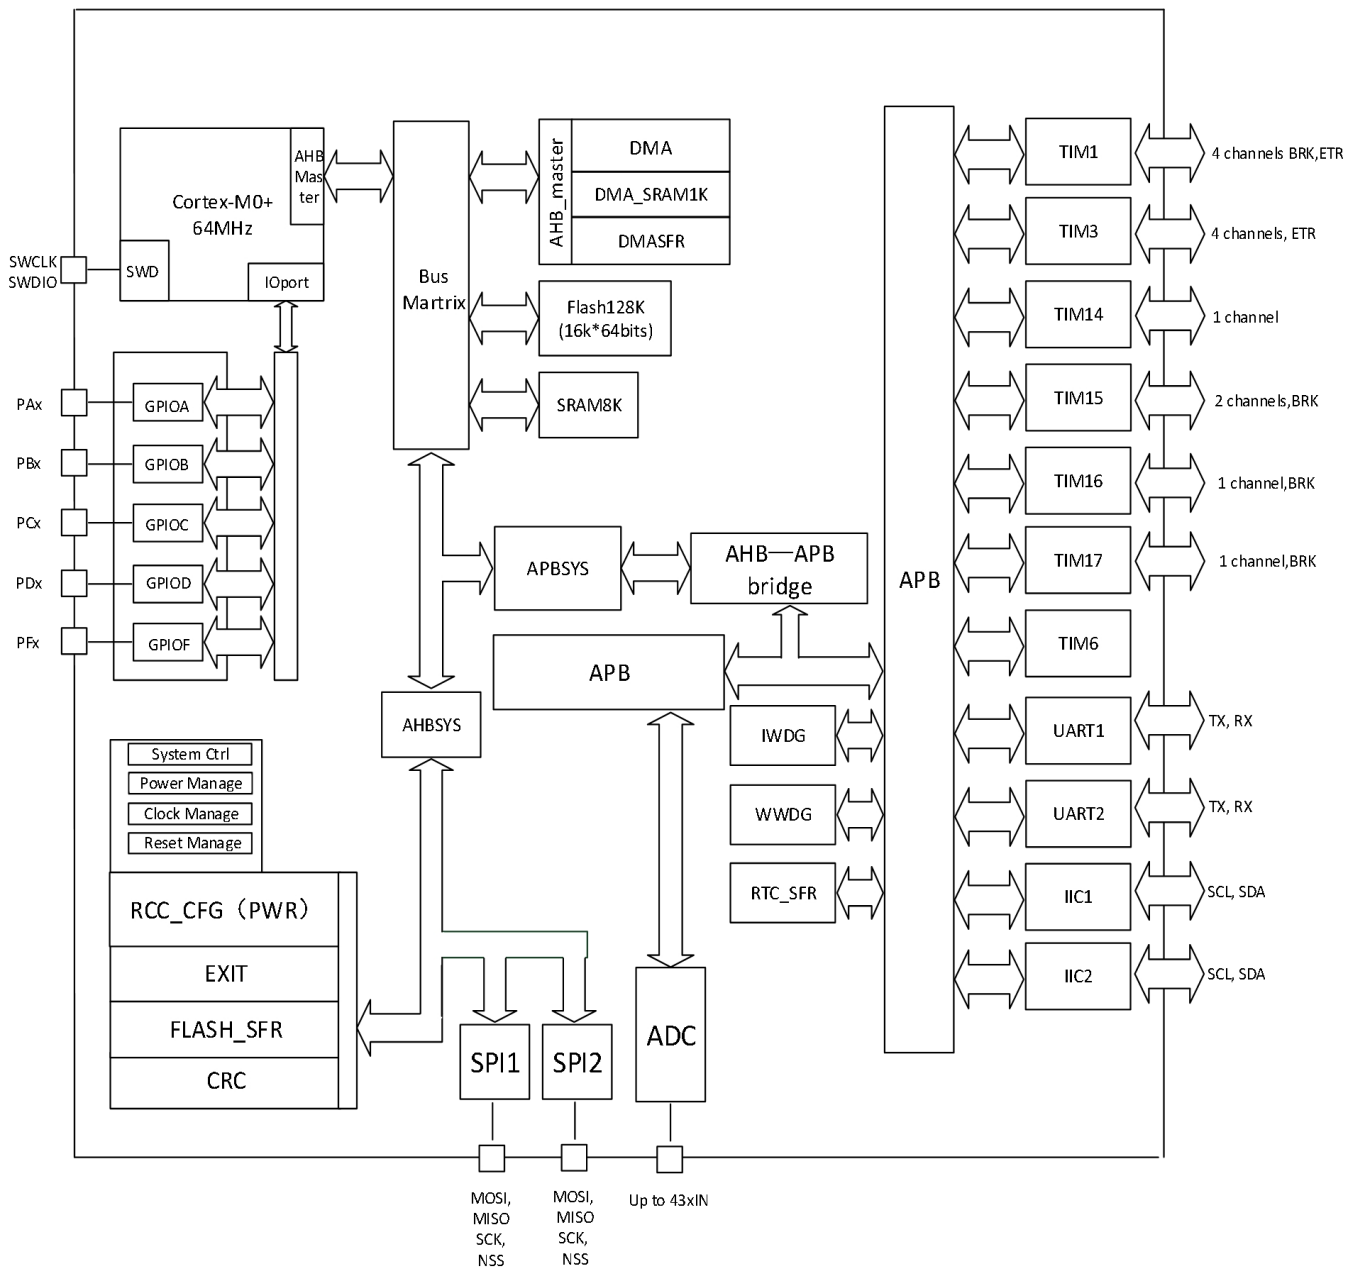 Cortex-M0+
64MHz
AHB
Mas
ter
SWD
IOport
SWCLK
SWDIO
Bus
Martrix
AHB_master
DMA
DMA_SRAM1K
DMASFR
Flash128K
(16k*64bits)
SRAM8K
PAx
GPIOA
PBx
GPIOB
PCx
GPIOC
PDx
GPIOD
PFx
GPIOF
APBSYS
AHB—APB
bridge
APB
AHBSYS
IWDG
WWDG
RTC_SFR
System Ctrl
Power Manage
Clock Manage
Reset Manage
RCC_CFG（PWR）
EXIT
FLASH_SFR
CRC
SPI1
SPI2
ADC
MOSI,
MISO
SCK,
NSS
MOSI,
MISO
SCK,
NSS
Up to 43xIN
APB
TIM1
4 channels BRK,ETR
TIM3
4 channels, ETR
TIM14
1 channel
TIM15
2 channels,BRK
TIM16
1 channel,BRK
TIM17
1 channel,BRK
TIM6
UART1
TX, RX
UART2
TX, RX
IIC1
SCL, SDA
IIC2
SCL, SDA